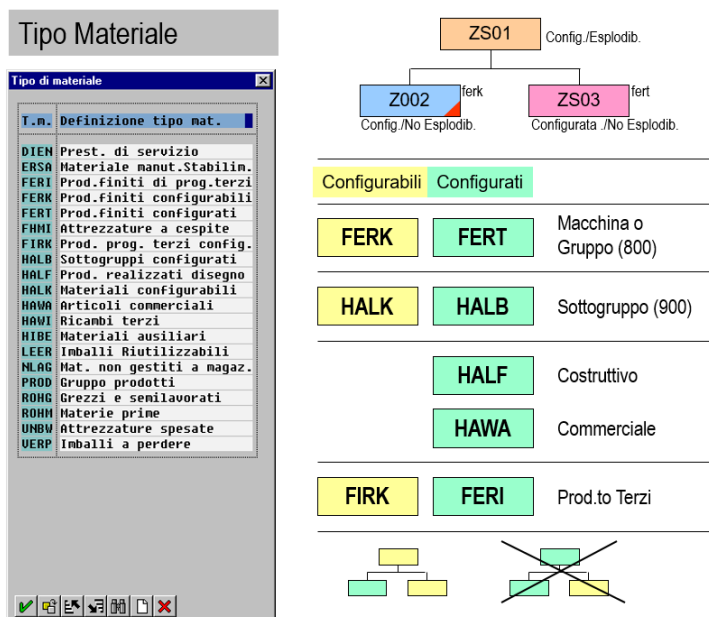 Tipo Materiale
Tipo di materiale
T.m. Definizione tipo mat.
DIEN Prest. di servizio
ERSA Materiale manut.Stabilim.
FERI Prod.finiti di prog.terzi
FERK Prod.finiti configurabili
FERT Prod.finiti configurati
FHMI Attrezzature a cespite
FIRK Prod. prog. terzi config.
HALB Sottogruppi configurati
HALF Prod. realizzati disegno
HALK Materiali configurabili
HAWA Articoli commerciali
HAWI Ricambi terzi
HIBE Materiali ausiliari
LEER Imballi Riutilizzabili
NLAG Mat. non gestiti a magaz.
PROD Gruppo prodotti
ROHG Grezzi e semilavorati
ROHM Materie prime
UNBW Attrezzature spesate
VERP Imballi a perdere
ZS01 Config./Esplodib.
Z002 ferk
Config./No Esplodib.
ZS03 fert
Configurata ./No Esplodib.
Configurabili Configurati
FERK FERT Macchina o
Gruppo (800)
HALK HALB Sottogruppo (900)
HALF Costruttivo
HAWA Commerciale
FIRK FERI Prod.to Terzi